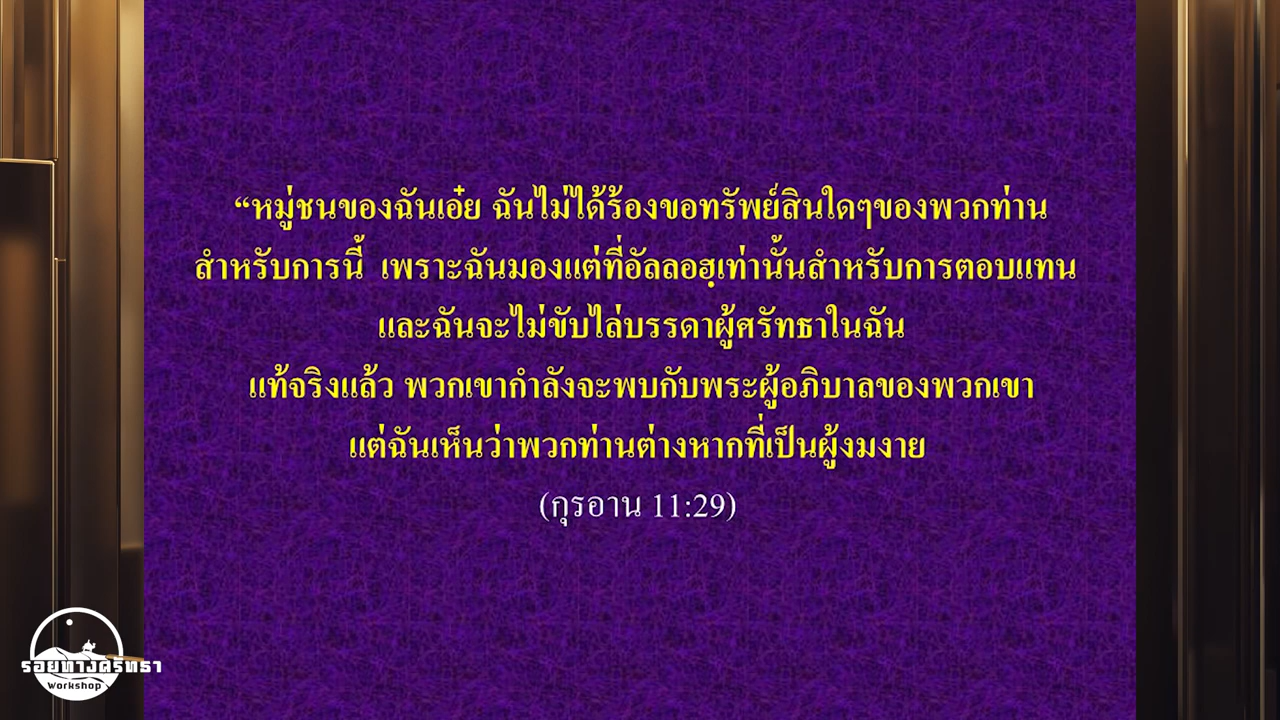 “หมู่ชนของฉันเอ๋ย ฉันไม่ได้ร้องขอทรัพย์สินใดๆของพวกท่าน
สำหรับการนี้ เพราะฉันมองแต่ที่อัลลอฮฺเท่านั้นสำหรับการตอบแทน
และฉันจะไม่ขับไล่บรรดาผู้ศรัทธาในฉัน
แท้จริงแล้ว พวกเขากำลังจะพบกับพระผู้อภิบาลของพวกเขา
แต่ฉันเห็นว่าพวกท่านต่างหากที่เป็นผู้งมงาย
(กุรอาน 11:29)
รอยทางศรัทธา
Workshop